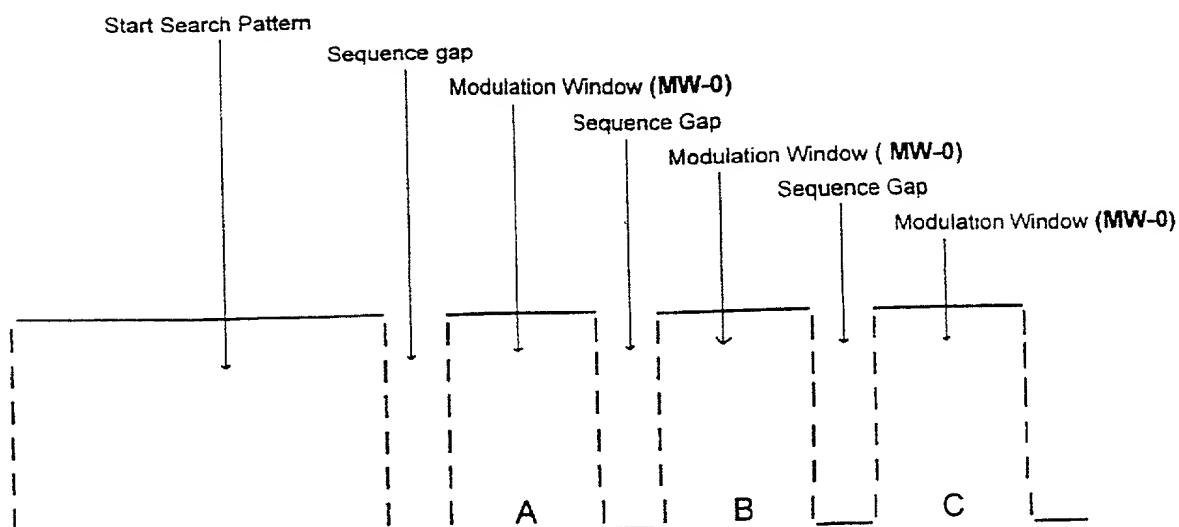 Start Search Pattern
Sequence gap
Modulation Window (MW-0)
Sequence Gap
Modulation Window ( MW-0)
Sequence Gap
Modulation Window (MW-0)
A B C